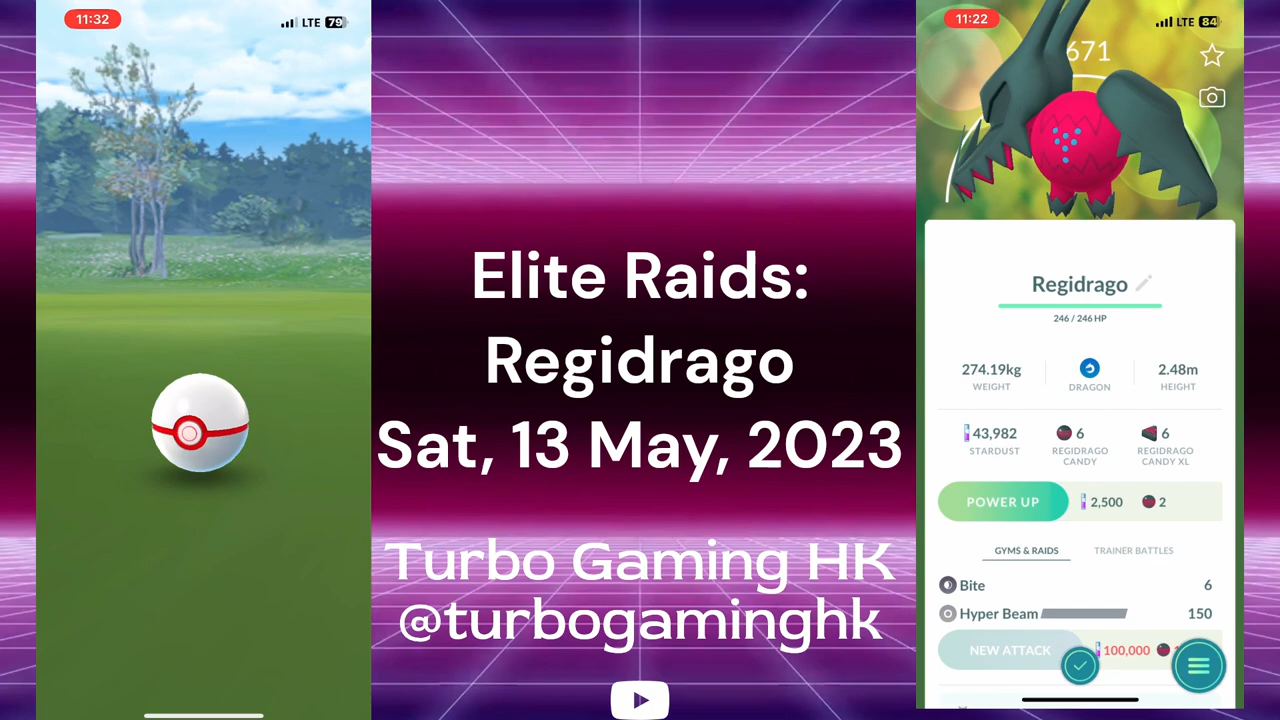 11:32
LTE 79
Elite Raids:
Regidrago
Sat, 13 May, 2023
Turbo Gaming HK
@turbogaminghk
11:22
LTE 84
671
Regidrago
246 / 246 HP
274.19kg
WEIGHT
DRAGON
2.48m
HEIGHT
43,982
STARDUST
6
REGIDRAGO
CANDY
6
REGIDRAGO
CANDY XL
POWER UP 2,500 2
GYMS & RAIDS TRAINER BATTLES
Bite 6
Hyper Beam 150
NEW ATTACK 100,000